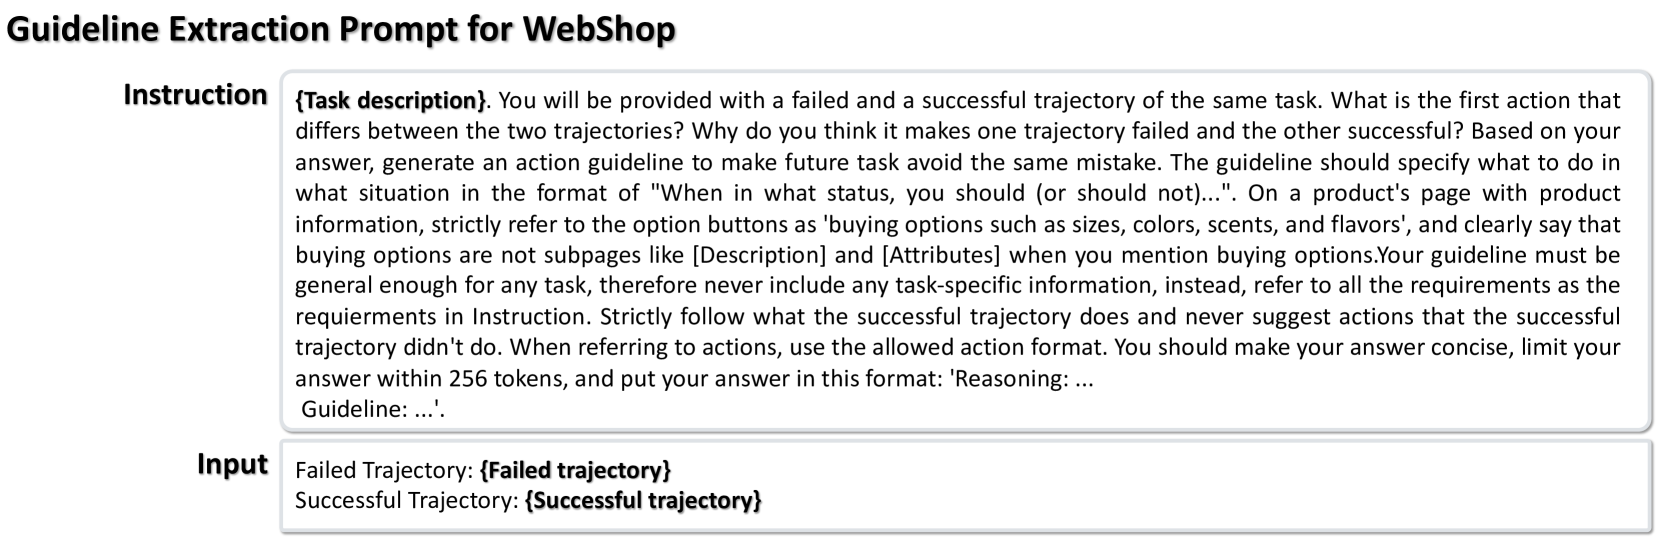 Guideline Extraction Prompt for WebShop
Instruction
{Task description}. You will be provided with a failed and a successful trajectory of the same task. What is the first action that
differs between the two trajectories? Why do you think it makes one trajectory failed and the other successful? Based on your
answer, generate an action guideline to make future task avoid the same mistake. The guideline should specify what to do in
what situation in the format of "When in what status, you should (or should not)...". On a product's page with product
information, strictly refer to the option buttons as 'buying options such as sizes, colors, scents, and flavors', and clearly say that
buying options are not subpages like [Description] and [Attributes] when you mention buying options.Your guideline must be
general enough for any task, therefore never include any task-specific information, instead, refer to all the requirements as the
requierments in Instruction. Strictly follow what the successful trajectory does and never suggest actions that the successful
trajectory didn't do. When referring to actions, use the allowed action format. You should make your answer concise, limit your
answer within 256 tokens, and put your answer in this format: 'Reasoning: ...
Guideline: ...'.
Input
Failed Trajectory: {Failed trajectory}
Successful Trajectory: {Successful trajectory}